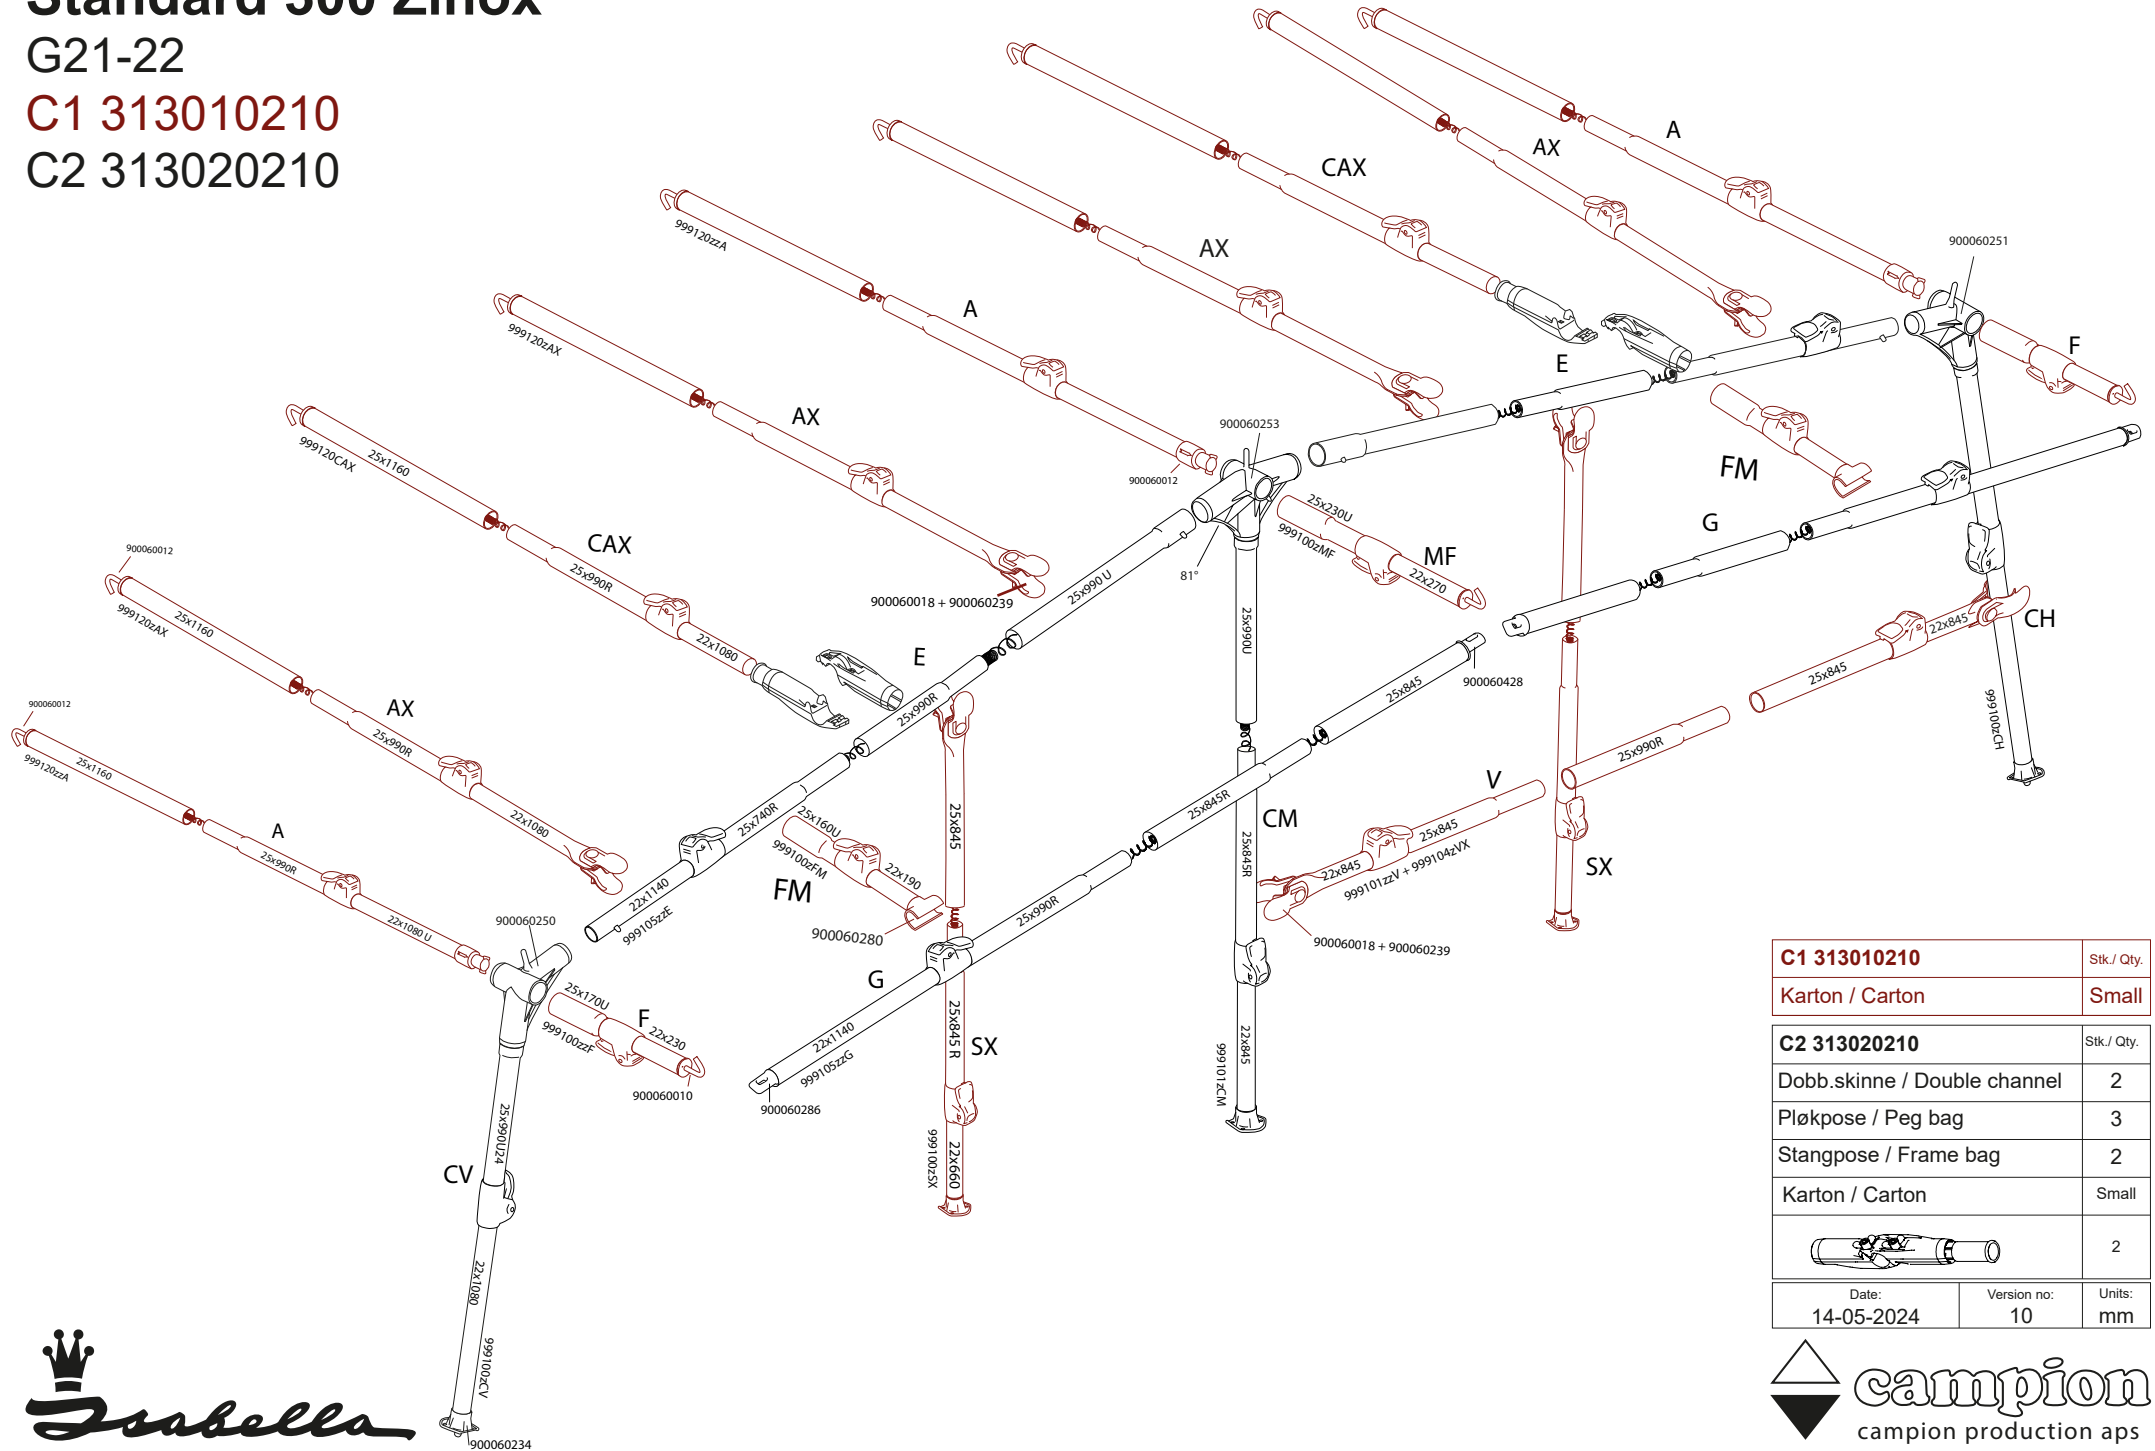 Standard 300 Zinox
G21-22
C1 313010210
C2 313020210
A
AX
CAX
AX
999120zzA
A
900060251
F
999120zAX
AX
E
FM
900060253
900060012
999120CAX
25x1160
CAX
25x990R
22x1080
900060018 + 900060239
25x990 U
81°
25x230U
999100zMF
MF
22x270
G
900060012
999120zAX
25x1160
AX
25x990R
22x1080
E
25x990R
25x740R
22x1140
999105zzE
25x990U
900060428
25x845
CH
22x845
25x845
999100zCH
25x990R
900060012
999120zzA
25x1160
A
25x990R
22x1080 U
25x160U
999100zFM
FM
22x190
900060280
25x845
25x845R
CM
25x845R
V
25x845
22x845
999101zzV + 999104zVX
900060018 + 900060239
SX
900060250
25x170U
999100zzF
F
22x230
900060010
G
25x990R
22x1140
999105zzG
900060286
25x845 R
SX
999100zSX
22x660
22x845
999101zCM
25x990U24
CV
22x1080
999100zCV
900060234
C1 313010210 Stk./ Qty.
Karton / Carton Small
C2 313020210 Stk./ Qty.
Dobb.skinne / Double channel 2
Pløkpose / Peg bag 3
Stangpose / Frame bag 2
Karton / Carton Small
2
Date: Version no: Units:
14-05-2024 10 mm
Isabella
campion
campion production aps